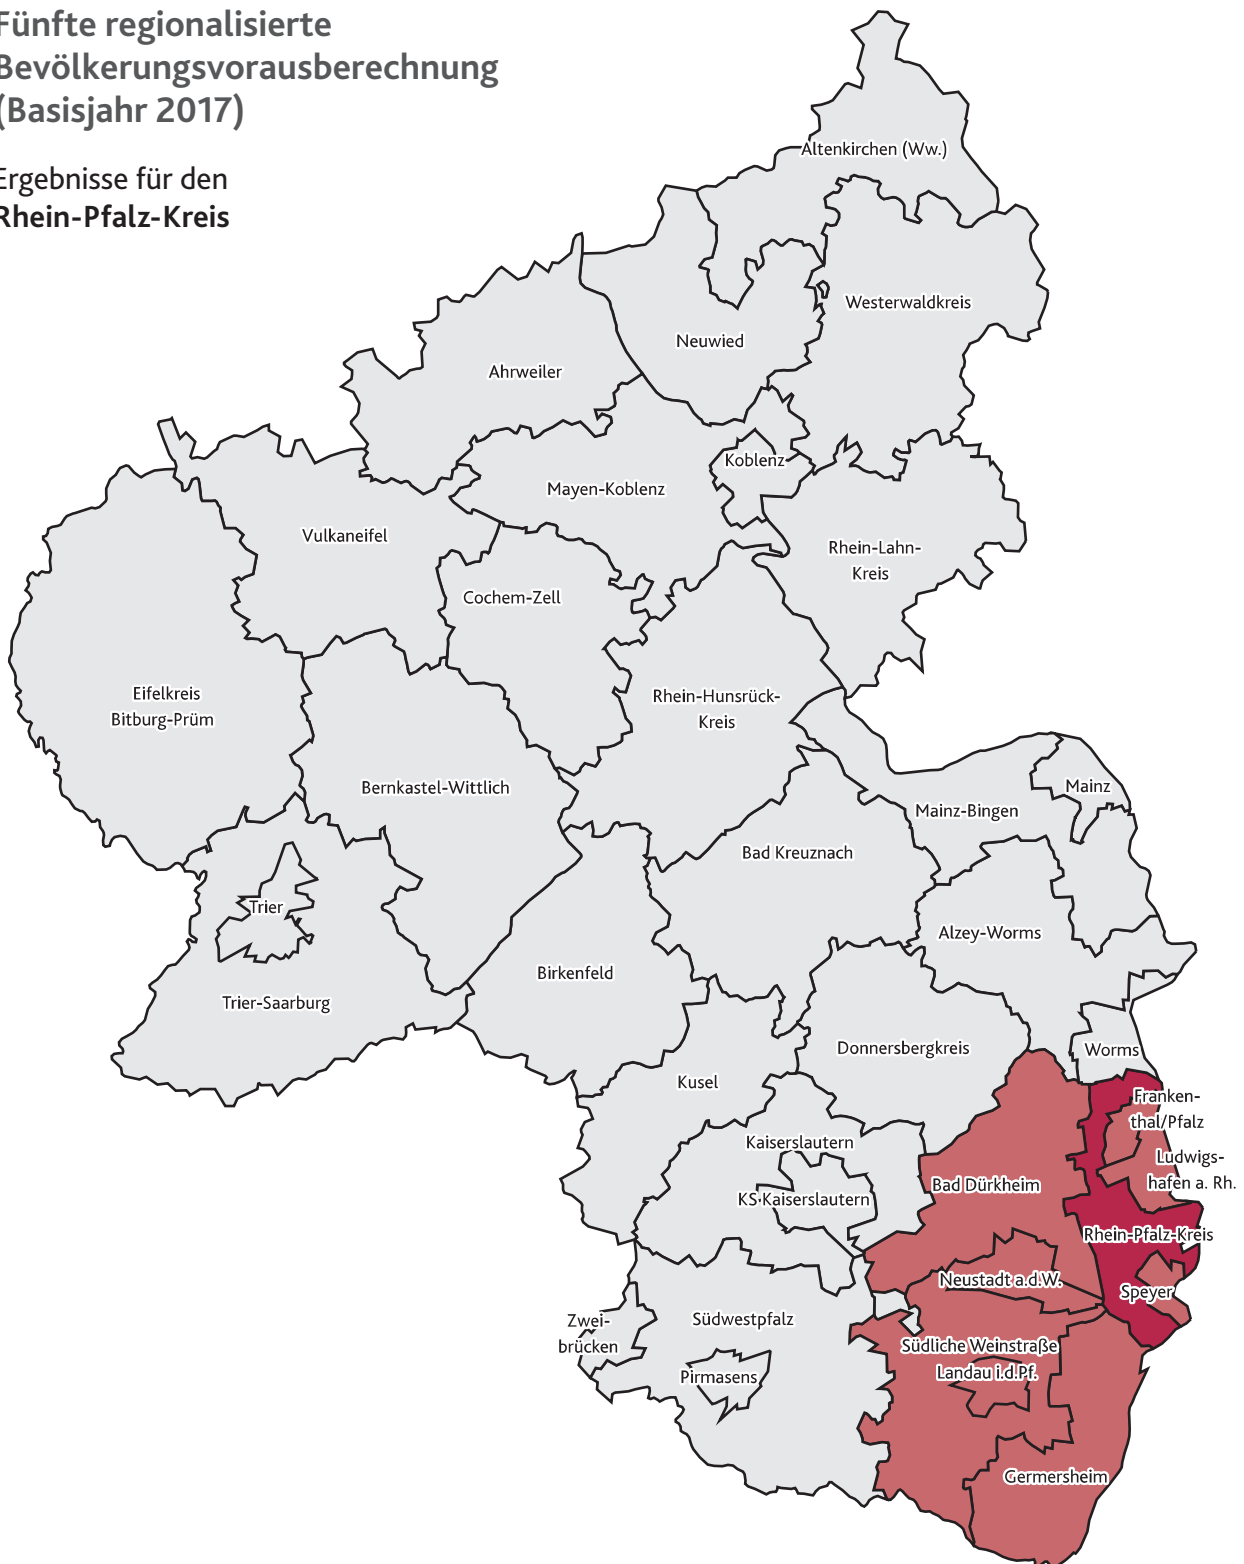 Fünfte regionalisierte
Bevölkerungsvorausberechnung
(Basisjahr 2017)
Ergebnisse für den
Rhein-Pfalz-Kreis
Altenkirchen (Ww.)
Westerwaldkreis
Neuwied
Ahrweiler
Koblenz
Mayen-Koblenz
Vulkaneifel
Rhein-Lahn-
Kreis
Cochem-Zell
Eifelkreis
Bitburg-Prüm
Rhein-Hunsrück-
Kreis
Bernkastel-Wittlich
Mainz
Mainz-Bingen
Bad Kreuznach
Trier
Alzey-Worms
Birkenfeld
Trier-Saarburg
Donnersbergkreis
Worms
Kusel
Franken-
thal/Pfalz
Kaiserslautern
Ludwigs-
hafen a. Rh.
Bad Dürkheim
KS-Kaiserslautern
Rhein-Pfalz-Kreis
Neustadt a.d.W.
Speyer
Zwei-
brücken
Südwestpfalz
Südliche Weinstraße
Landau i.d.Pf.
Pirmasens
Germersheim